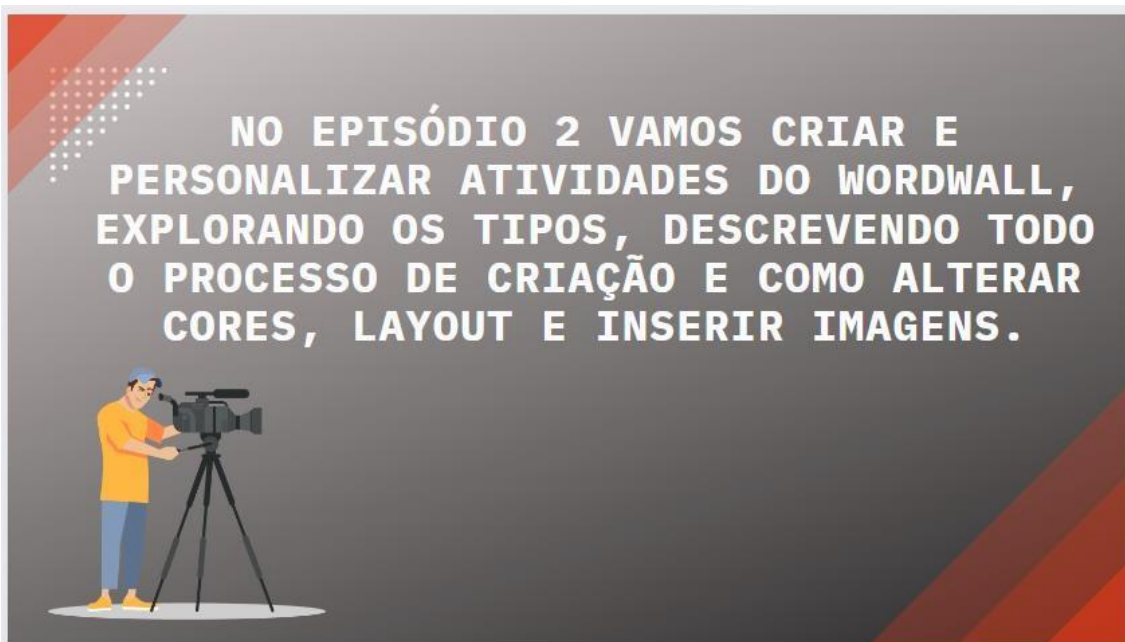 NO EPISÓDIO 2 VAMOS CRIAR E
PERSONALIZAR ATIVIDADES DO WORDWALL,
EXPLORANDO OS TIPOS, DESCREVENDO TODO
O PROCESSO DE CRIAÇÃO E COMO ALTERAR
CORES, LAYOUT E INSERIR IMAGENS.